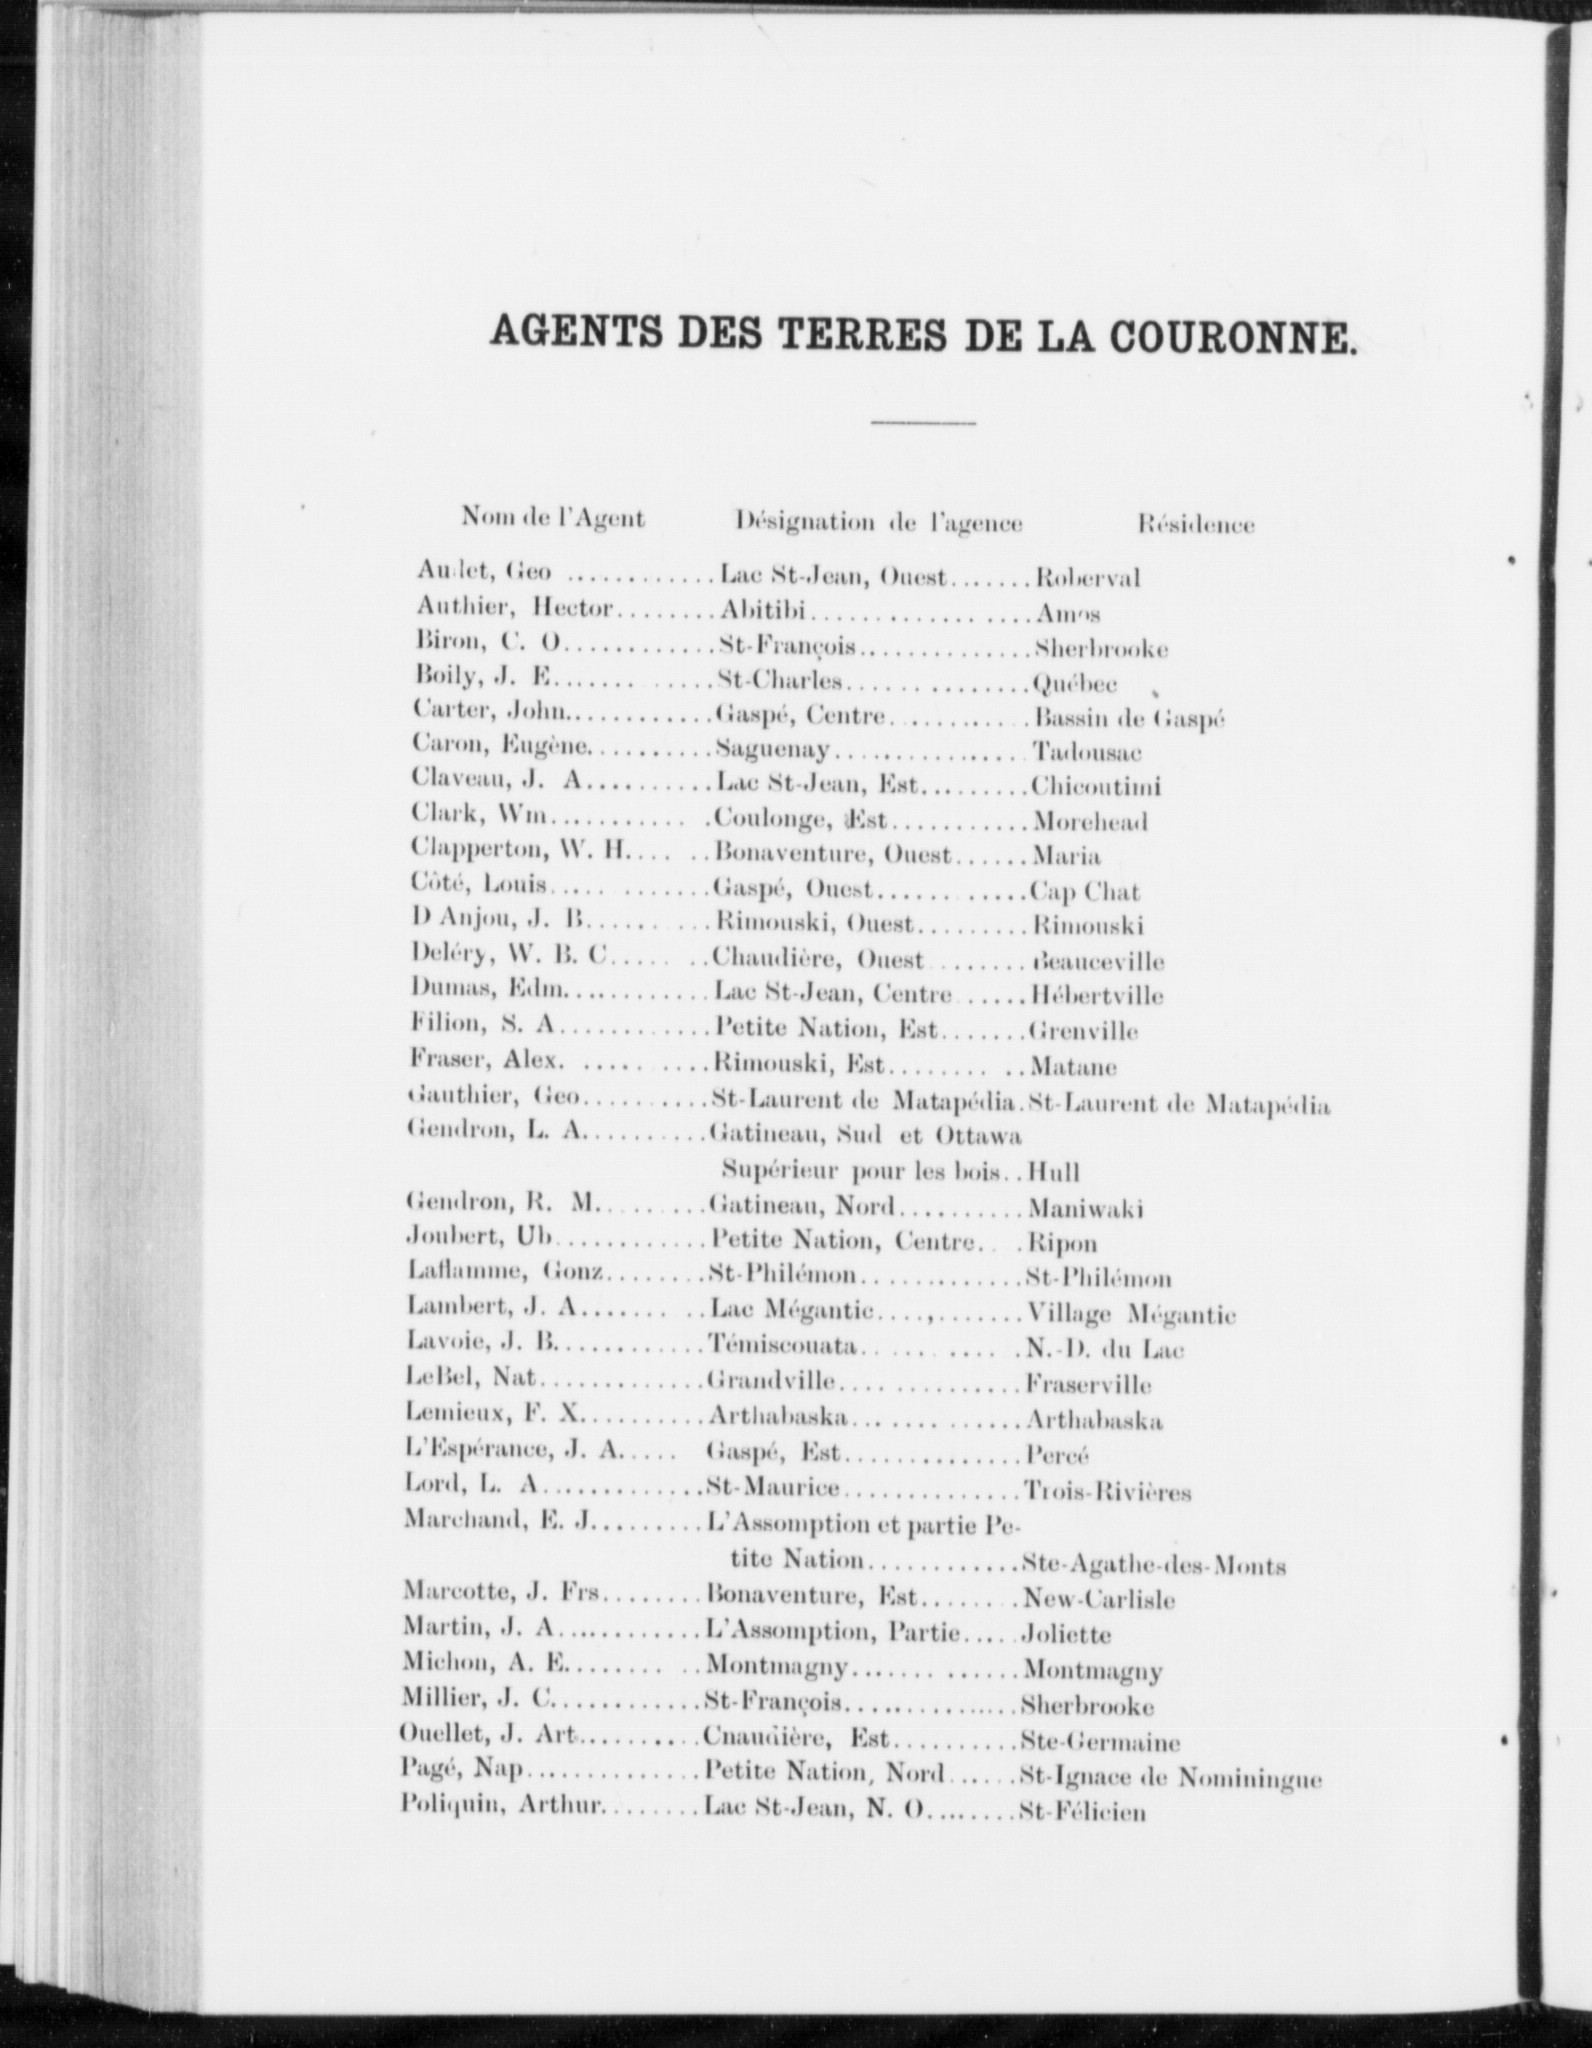 AGENTS DES TERRES DE LA COURONNE.
Nom de l'Agent Désignation de l'agence Résidence
Audet, Geo ............ Lac St-Jean, Ouest....... Roberval
Authier, Hector........ Abitibi.................. Amos
Biron, C. O............ St-François.............. Sherbrooke
Boily, J. E............ St-Charles............... Québec
Carter, John............ Gaspé, Centre............ Bassin de Gaspé
Caron, Eugène.......... Saguenay................ Tadousac
Claveau, J. A.......... Lac St-Jean, Est......... Chicoutimi
Clark, Wm............. Coulonge, Est........... Morehead
Clapperton, W. H...... Bonaventure, Ouest...... Maria
Côté, Louis............ Gaspé, Ouest............ Cap Chat
D Anjou, J. B.......... Rimouski, Ouest......... Rimouski
Deléry, W. B. C....... Chaudière, Ouest ........ Beauceville
Dumas, Edm............ Lac St-Jean, Centre ...... Hébertville
Filion, S. A............ Petite Nation, Est....... Grenville
Fraser, Alex. .......... Rimouski, Est.......... Matane
Gauthier, Geo.......... St-Laurent de Matapédia. St-Laurent de Matapédia
Gendron, L. A.......... Gatineau, Sud et Ottawa
Supérieur pour les bois.. Hull
Gendron, R. M......... Gatineau, Nord.......... Maniwaki
Joubert, Ub............ Petite Nation, Centre... Ripon
Laflamme, Gonz........ St-Philémon............. St-Philémon
Lambert, J. A......... Lac Mégantic....,....... Village Mégantic
Lavoie, J. B............ Témiscouata............ N.-D. du Lac
LeBel, Nat............. Grandville.............. Fraserville
Lemieux, F. X.......... Arthabaska............. Arthabaska
L'Espérance, J. A..... Gaspé, Est.............. Percé
Lord, L. A............. St-Maurice.............. Trois-Rivières
Marchand, E. J......... L'Assomption et partie Pe-
tite Nation............ Ste-Agathe-des-Monts
Marcotte, J. Frs........ Bonaventure, Est........ New-Carlisle
Martin, J. A............ L'Assomption, Partie..... Joliette
Michon, A. E.......... Montmagny............. Montmagny
Millier, J. C............ St-François.............. Sherbrooke
Ouellet, J. Art.......... Cnaudière, Est.......... Ste-Germaine
Pagé, Nap.............. Petite Nation, Nord...... St-Ignace de Nominingue
Poliquin, Arthur........ Lac St-Jean, N. O........ St-Félicien